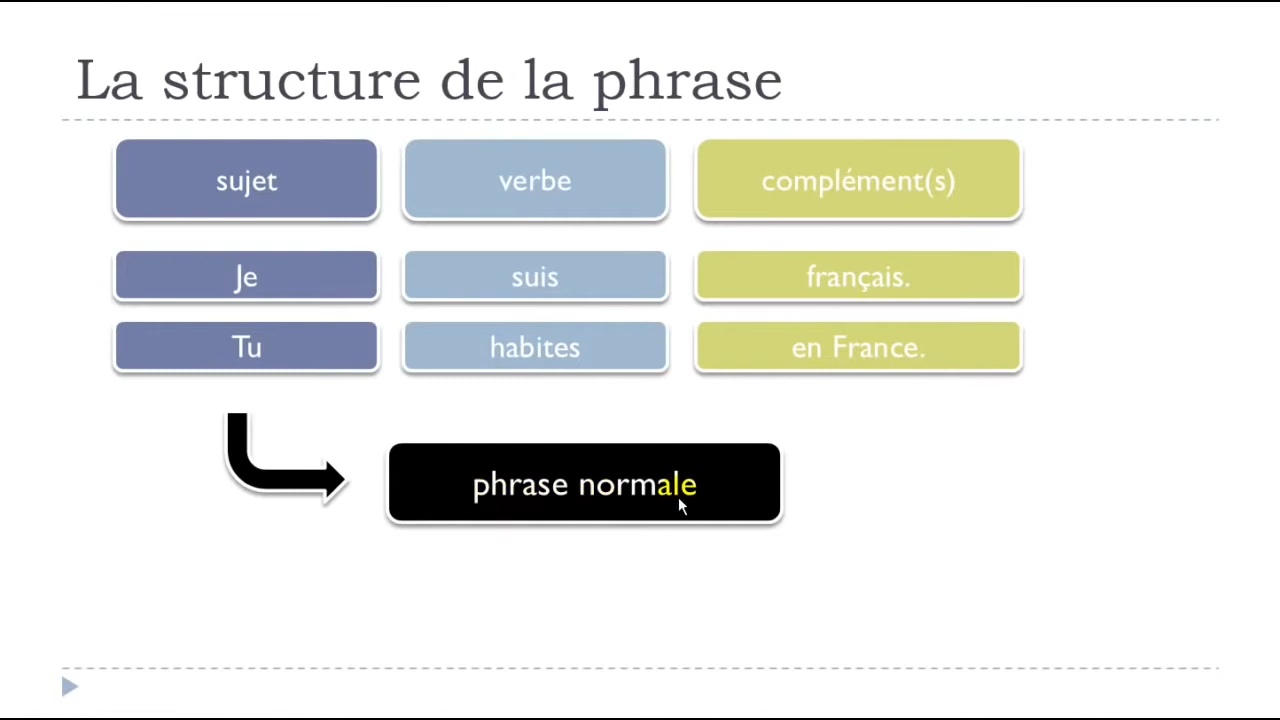 La structure de la phrase
sujet verbe complément(s)
Je suis français.
Tu habites en France.
phrase normale